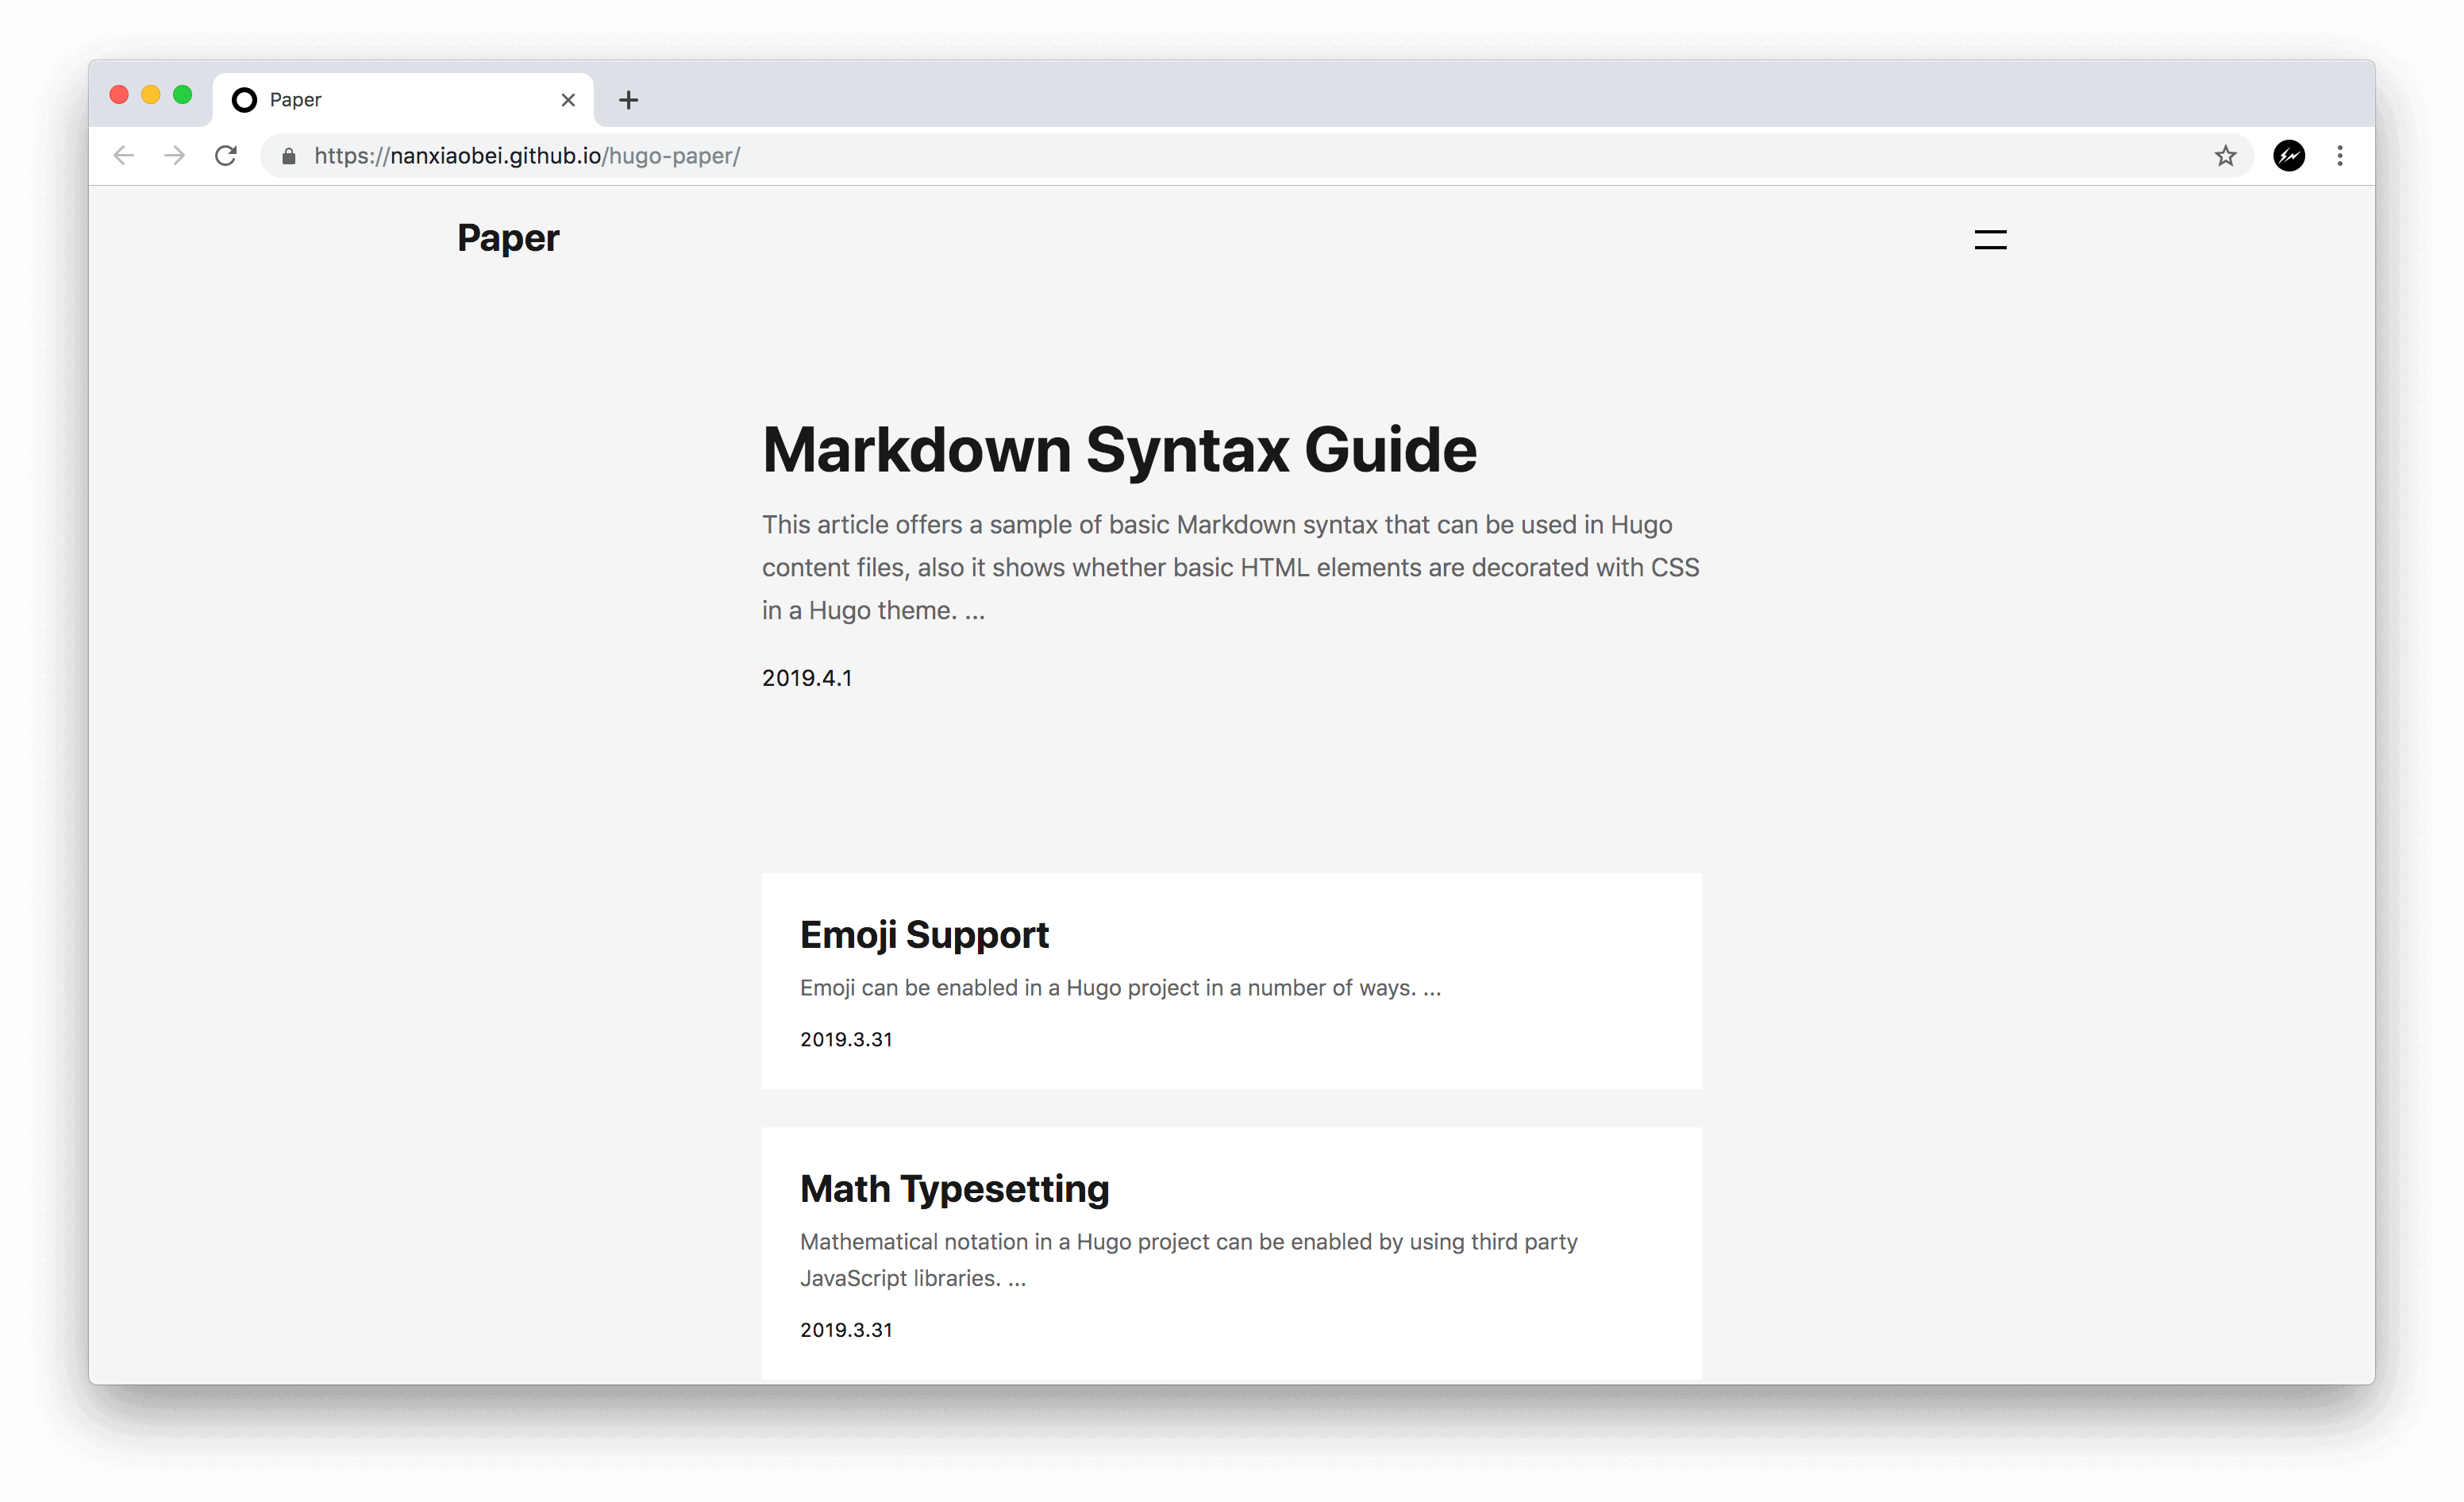 Paper
https://nanxiaobei.github.io/hugo-paper/
Paper
Markdown Syntax Guide
This article offers a sample of basic Markdown syntax that can be used in Hugo
content files, also it shows whether basic HTML elements are decorated with CSS
in a Hugo theme. ...
2019.4.1
Emoji Support
Emoji can be enabled in a Hugo project in a number of ways. ...
2019.3.31
Math Typesetting
Mathematical notation in a Hugo project can be enabled by using third party
JavaScript libraries. ...
2019.3.31